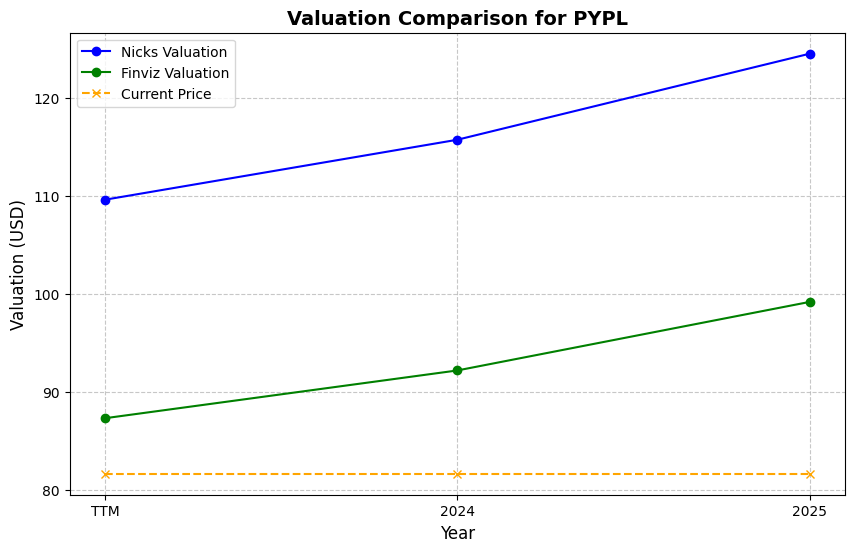 Valuation Comparison for PYPL
Nicks Valuation
Finviz Valuation
Current Price
Valuation (USD)
120
110
100
90
80
TTM
2024
2025
Year